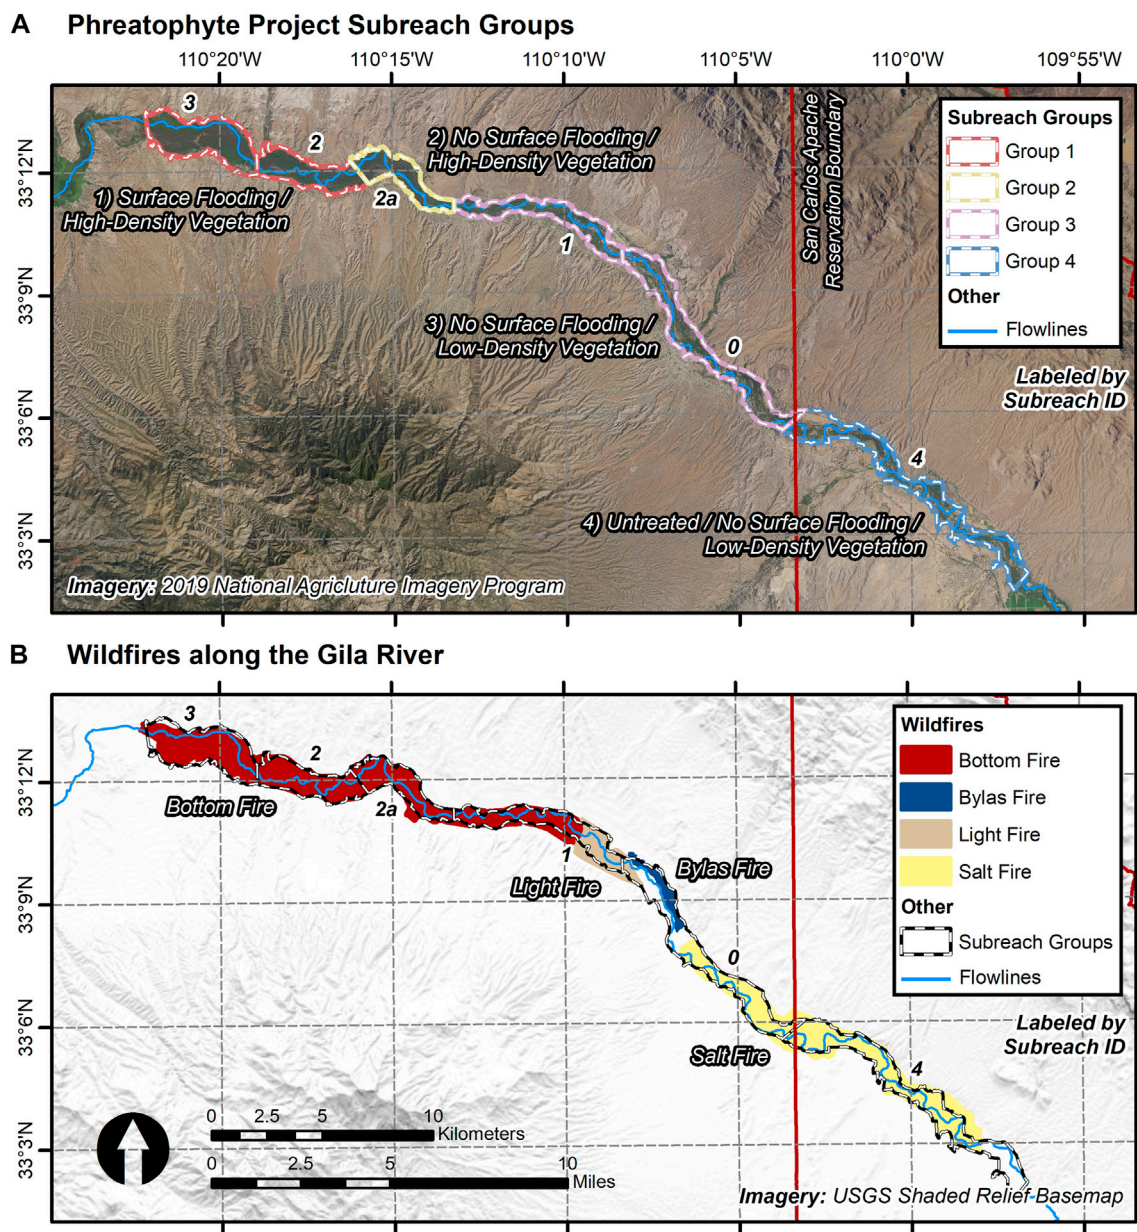 A Phreatophyte Project Subreach Groups
110°20'W 110°15'W 110°10'W 110°5'W 110°0'W 109°55'W
33°12'N
33°9'N
33°6'N
33°3'N
3
2
2a
1
0
4
1) Surface Flooding /
High-Density Vegetation
2) No Surface Flooding /
High-Density Vegetation
3) No Surface Flooding /
Low-Density Vegetation
4) Untreated / No Surface Flooding /
Low-Density Vegetation
San Carlos Apache
Reservation Boundary
Subreach Groups
Group 1
Group 2
Group 3
Group 4
Other
Flowlines
Labeled by
Subreach ID
Imagery: 2019 National Agricluture Imagery Program
B Wildfires along the Gila River
33°12'N
33°9'N
33°6'N
33°3'N
3
2
2a
1
0
4
Bottom Fire
Light Fire
Bylas Fire
Salt Fire
Wildfires
Bottom Fire
Bylas Fire
Light Fire
Salt Fire
Other
Subreach Groups
Flowlines
Labeled by
Subreach ID
0 2.5 5 10
Kilometers
0 2.5 5 10
Miles
Imagery: USGS Shaded Relief Basemap